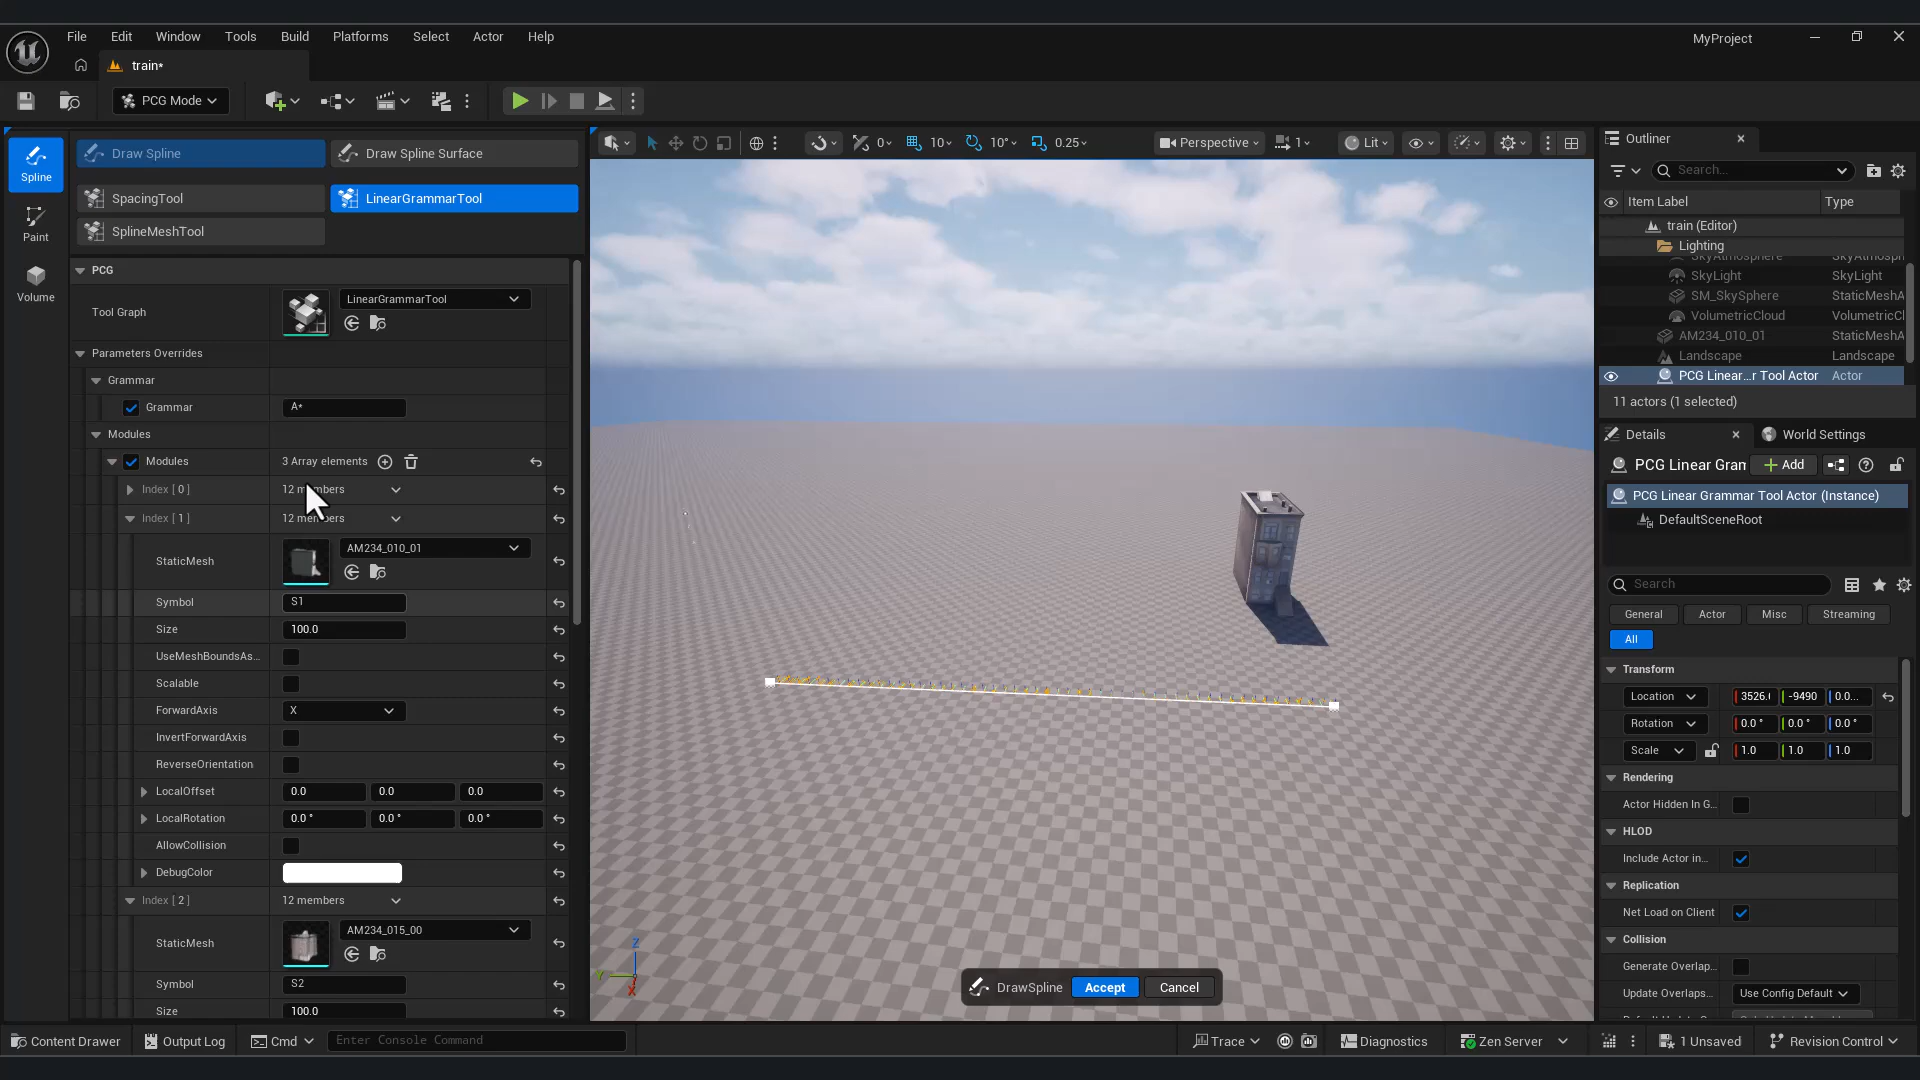 File Edit Window Tools Build Platforms Select Actor Help
MyProject
train*
PCG Mode
Spline
Paint
Volume
Draw Spline
Draw Spline Surface
SpacingTool
LinearGrammarTool
SplineMeshTool
PCG
Tool Graph
LinearGrammarTool
Parameters Overrides
Grammar
Grammar
A*
Modules
Modules
3 Array elements
Index [ 0 ]
Index [ 1 ]
StaticMesh
AM234_010_01
Symbol
S1
Size
100.0
UseMeshBoundsAs...
Scalable
ForwardAxis
X
InvertForwardAxis
ReverseOrientation
LocalOffset
0.0 0.0 0.0
LocalRotation
0.0 ° 0.0 ° 0.0 °
AllowCollision
DebugColor
Index [ 2 ]
12 members
StaticMesh
AM234_015_00
Symbol
S2
Size
100.0
0 10 10° 0.25
Perspective
1
Lit
Z
X
DrawSpline Accept Cancel
Outliner
Search...
Item Label Type
train (Editor)
Lighting
SkyLight SkyLight
SM_SkySphere StaticMeshA
VolumetricCloud VolumetricCl
AM234_010_01 StaticMeshA
Landscape Landscape
PCG Linear...r Tool Actor Actor
11 actors (1 selected)
Details
World Settings
PCG Linear Gran
Add
PCG Linear Grammar Tool Actor (Instance)
DefaultSceneRoot
Search
General Actor Misc Streaming
All
Transform
Location 3526. -9490 0.0...
Rotation 0.0 ° 0.0 ° 0.0 °
Scale 1.0 1.0 1.0
Rendering
Actor Hidden In G...
HLOD
Include Actor in...
Replication
Net Load on Client
Collision
Generate Overlap...
Update Overlaps...
Use Config Default
Content Drawer Output Log Cmd Enter Console Command
Trace Diagnostics Zen Server 1 Unsaved Revision Control